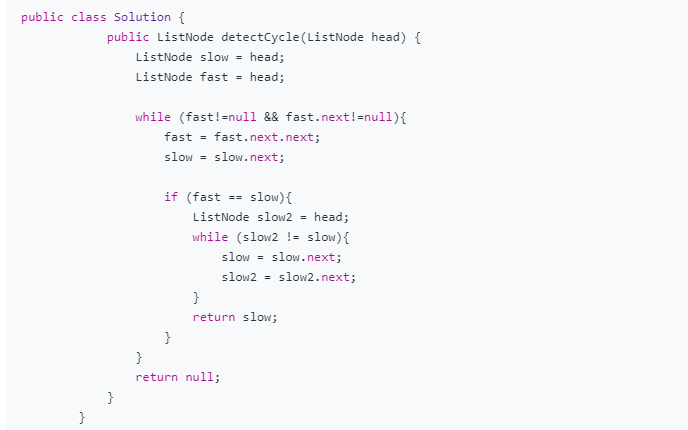 public class Solution {
public ListNode detectCycle(ListNode head) {
ListNode slow = head;
ListNode fast = head;
while (fast!=null && fast.next!=null){
fast = fast.next.next;
slow = slow.next;
if (fast == slow){
ListNode slow2 = head;
while (slow2 != slow){
slow = slow.next;
slow2 = slow2.next;
}
return slow;
}
}
return null;
}
}